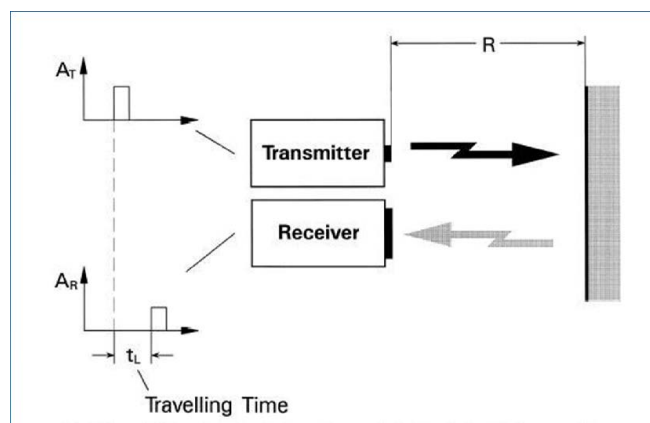 R
A_T
Transmitter
Receiver
A_R
t_L
Travelling Time